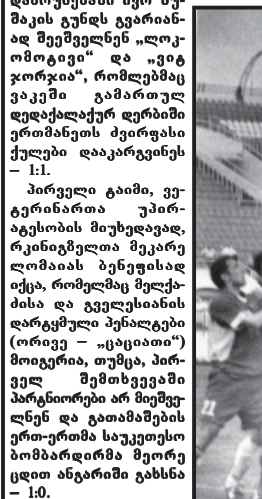 შაკის გუნდს გვარიან-
ად შეეშველნენ „ლოკ-
ომოტივი“ და „ვიტ
ჯორჯია“, რომლებმაც
ვაკეში გამართულ
დედაქალაქურ დერბიში
ერთმანეთს ძვირფასი
ქულები დააკარგვინეს
– 1:1.
პირველი ტაიმი, ვე-
ტერინართა უპირ-
ატესობის მიუხედავად,
რკინიგზელთა მეკარე
ლომაიას ბენეფისად
იქცა, რომელმაც მელქა-
ძისა და გველესიანის
დარტყმული პენალტები
(ორივე – „ცაციათი“)
მოიგერია, თუმცა, პირ-
ველ შემთხვევაში
პარტნიორები არ მიეშვე-
ლნენ და გათამაშების
ერთ-ერთმა საუკეთესო
ბომბარდირმა მეორე
ცდით ანგარიში გახსნა
– 1:0.